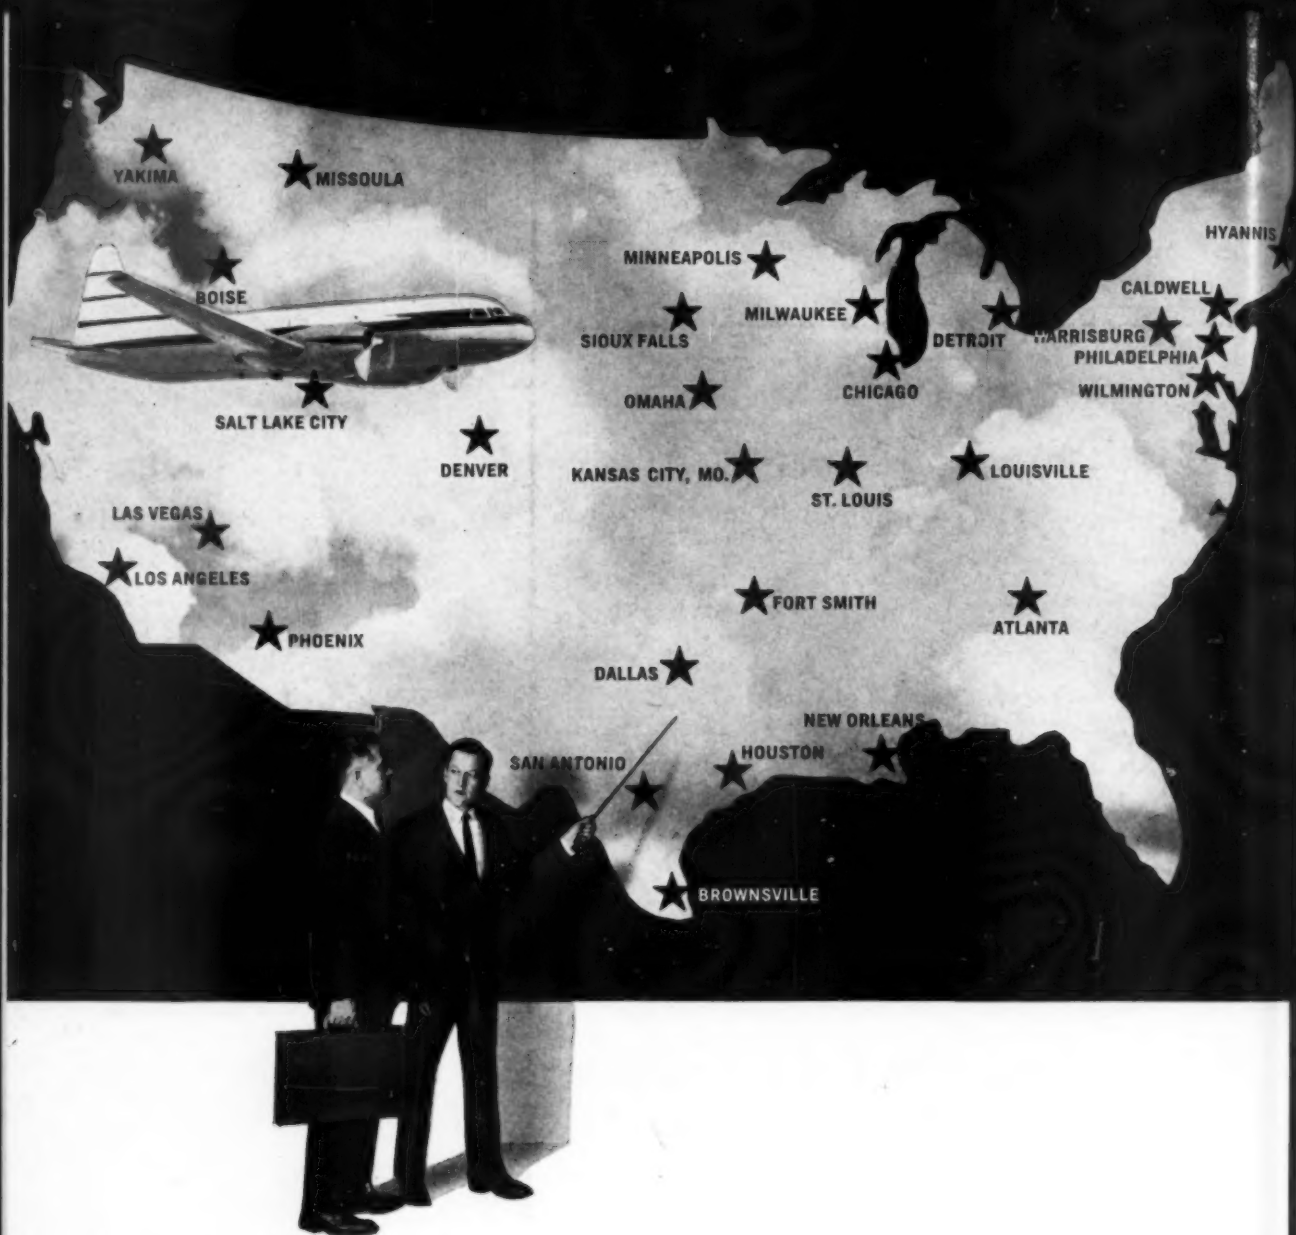 YAKIMA
MISSOULA
HYANNIS
MINNEAPOLIS
BOISE
CALDWELL
SIOUX FALLS
MILWAUKEE
DETROIT
HARRISBURG
PHILADELPHIA
CHICAGO
WILMINGTON
OMAHA
SALT LAKE CITY
DENVER
KANSAS CITY, MO.
LOUISVILLE
ST. LOUIS
LAS VEGAS
LOS ANGELES
FORT SMITH
ATLANTA
PHOENIX
DALLAS
NEW ORLEANS
HOUSTON
SAN ANTONIO
BROWNSVILLE